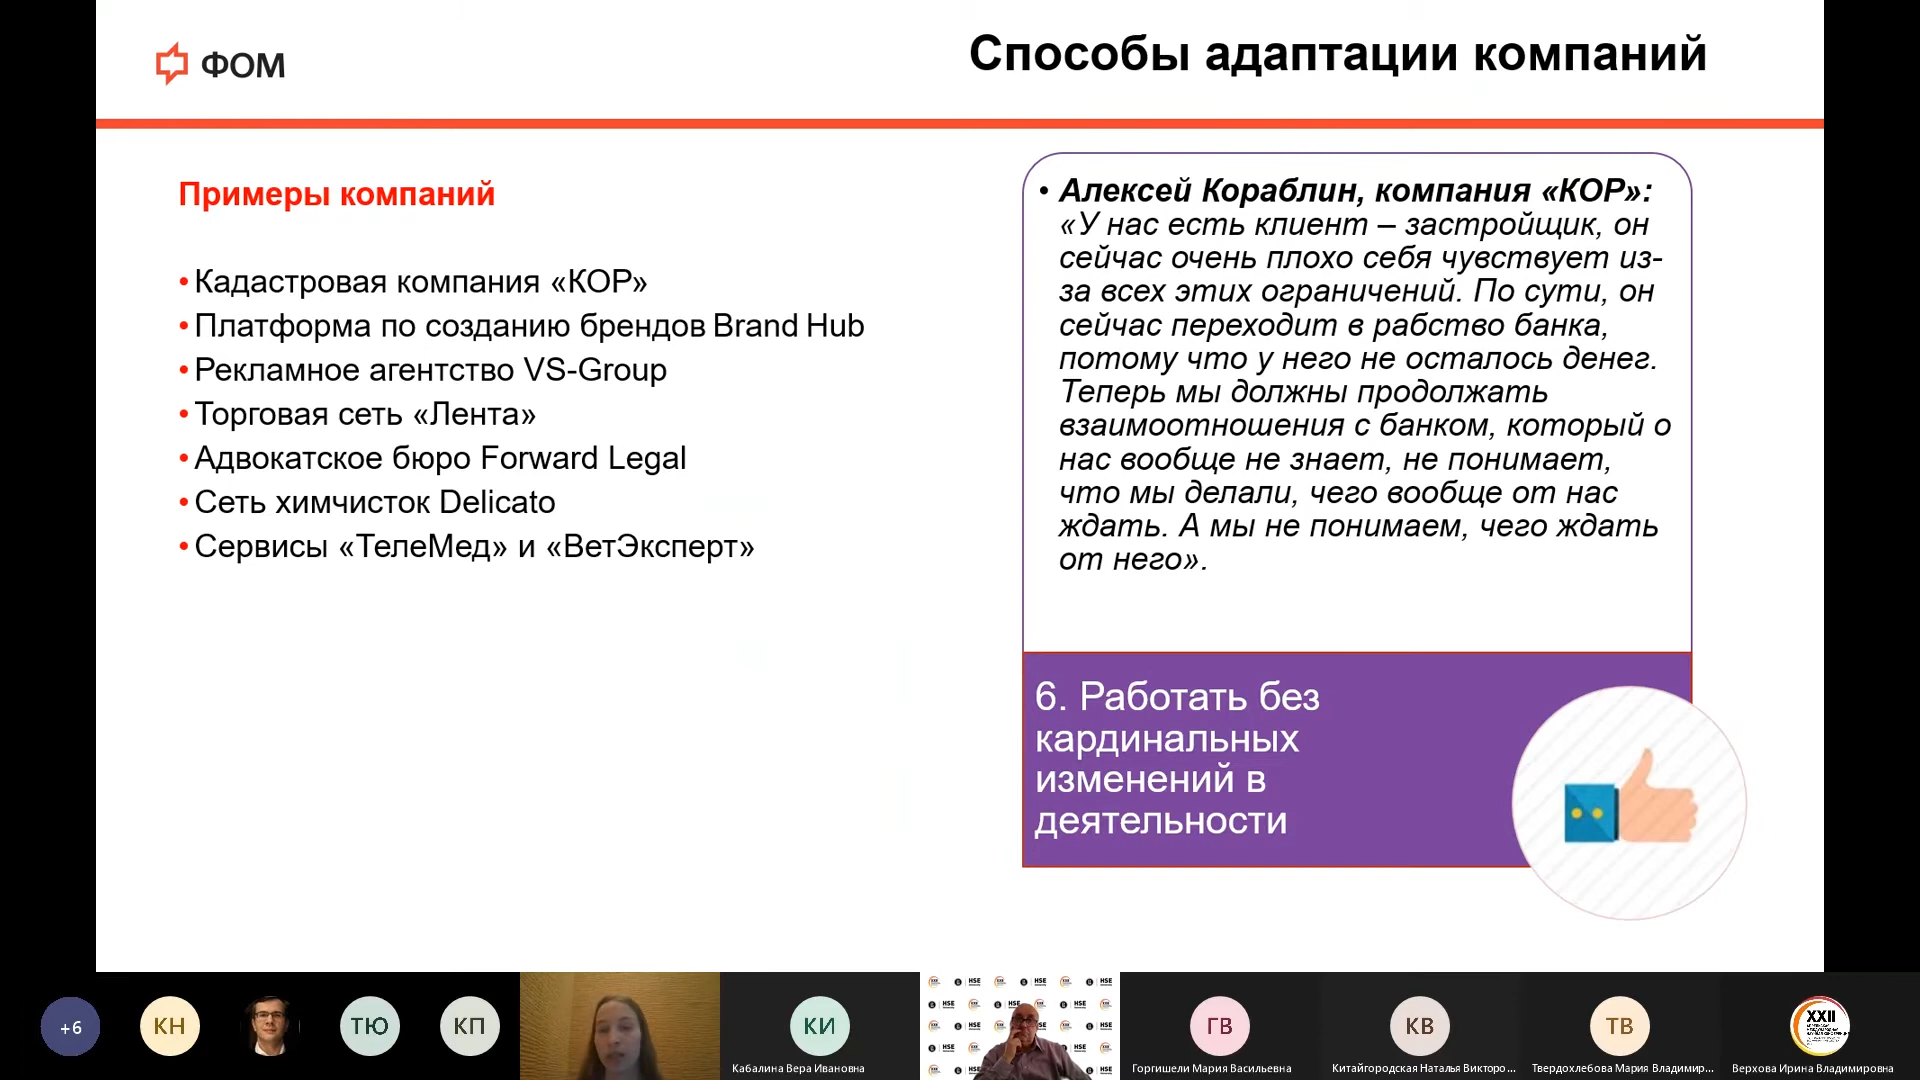 ФОМ
Способы адаптации компаний
Примеры компаний
•Кадастровая компания «КОР»
•Платформа по созданию брендов Brand Hub
•Рекламное агентство VS-Group
•Торговая сеть «Лента»
•Адвокатское бюро Forward Legal
•Сеть химчисток Delicato
•Сервисы «ТелеМед» и «ВетЭксперт»
• Алексей Кораблин, компания «КОР»:
«У нас есть клиент – застройщик, он
сейчас очень плохо себя чувствует из-
за всех этих ограничений. По сути, он
сейчас переходит в рабство банка,
потому что у него не осталось денег.
Теперь мы должны продолжать
взаимоотношения с банком, который о
нас вообще не знает, не понимает,
что мы делали, чего вообще от нас
ждать. А мы не понимаем, чего ждать
от него».
6. Работать без
кардинальных
изменений в
деятельности
+6
КН
ТЮ
КП
КИ
Кабалина Вера Ивановна
HSE
HSE
HSE
ГВ
Горгишели Мария Васильевна
КВ
Китайгородская Наталья Викторо...
ТВ
Твердохлебова Мария Владимир...
XXII
Верхова Ирина Владимировна